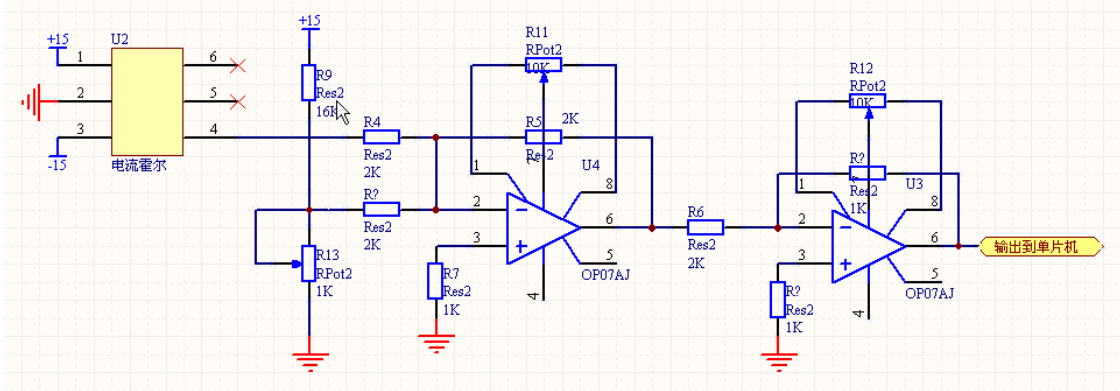 +15
U2
1
2
3
6
5
4
+15
-15
电流霍尔
+15
R9
Res2
16K
R4
Res2
2K
R?
Res2
2K
R13
RPot2
1K
R11
RPot2
10K
R5
2K
Res2
7
U4
1
8
2
6
3
5
4
OP07AJ
R7
Res2
1K
R6
Res2
2K
R12
RPot2
10K
R?
Res2
1K
U3
1
8
2
6
3
5
4
OP07AJ
R?
Res2
1K
输出到单片机